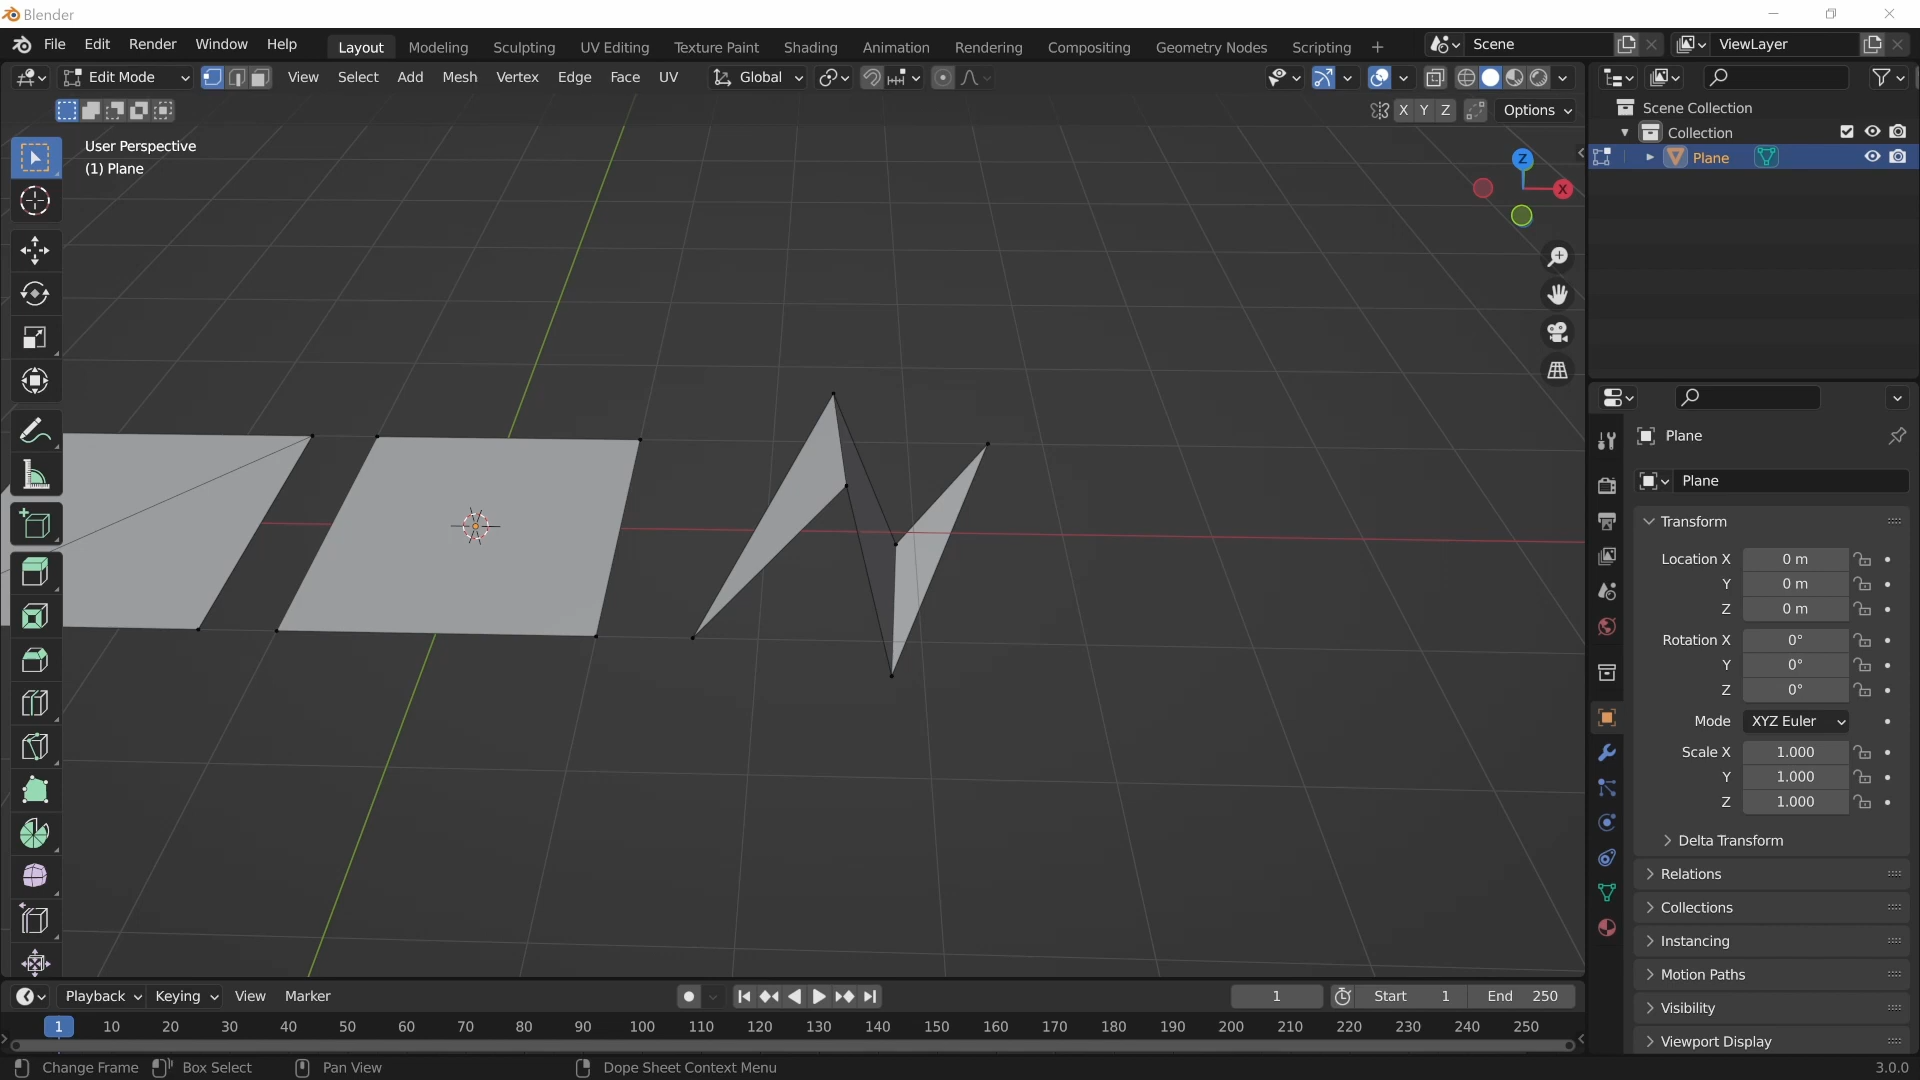 Blender
File Edit Render Window Help Layout Modeling Sculpting UV Editing Texture Paint Shading Animation Rendering Compositing Geometry Nodes Scripting + Scene ViewLayer
Edit Mode View Select Add Mesh Vertex Edge Face UV Global
X Y Z Options
User Perspective
(1) Plane
Z
X
Scene Collection
Collection
Plane
Plane
Plane
Transform
Location X 0 m
Y 0 m
Z 0 m
Rotation X 0°
Y 0°
Z 0°
Mode XYZ Euler
Scale X 1.000
Y 1.000
Z 1.000
Delta Transform
Relations
Collections
Instancing
Motion Paths
Visibility
Viewport Display
Playback Keying View Marker 1 Start 1 End 250
1 10 20 30 40 50 60 70 80 90 100 110 120 130 140 150 160 170 180 190 200 210 220 230 240 250
Change Frame Box Select Pan View Dope Sheet Context Menu 3.0.0